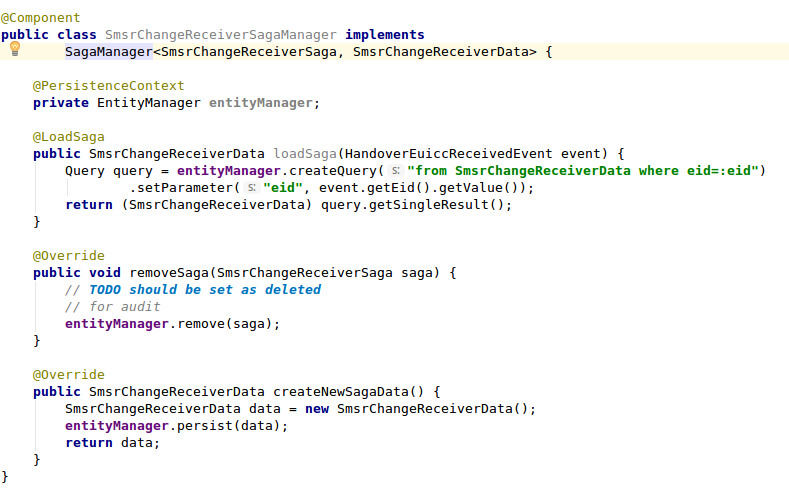 @Component
public class SmsrChangeReceiverSagaManager implements
        SagaManager<SmsrChangeReceiverSaga, SmsrChangeReceiverData> {

    @PersistenceContext
    private EntityManager entityManager;

    @LoadSaga
    public SmsrChangeReceiverData loadSaga(HandoverEuiccReceivedEvent event) {
        Query query = entityManager.createQuery( s: "from SmsrChangeReceiverData where eid=:eid")
                .setParameter( s: "eid", event.getEid().getValue());
        return (SmsrChangeReceiverData) query.getSingleResult();
    }

    @Override
    public void removeSaga(SmsrChangeReceiverSaga saga) {
        // TODO should be set as deleted
        // for audit
        entityManager.remove(saga);
    }

    @Override
    public SmsrChangeReceiverData createNewSagaData() {
        SmsrChangeReceiverData data = new SmsrChangeReceiverData();
        entityManager.persist(data);
        return data;
    }
}